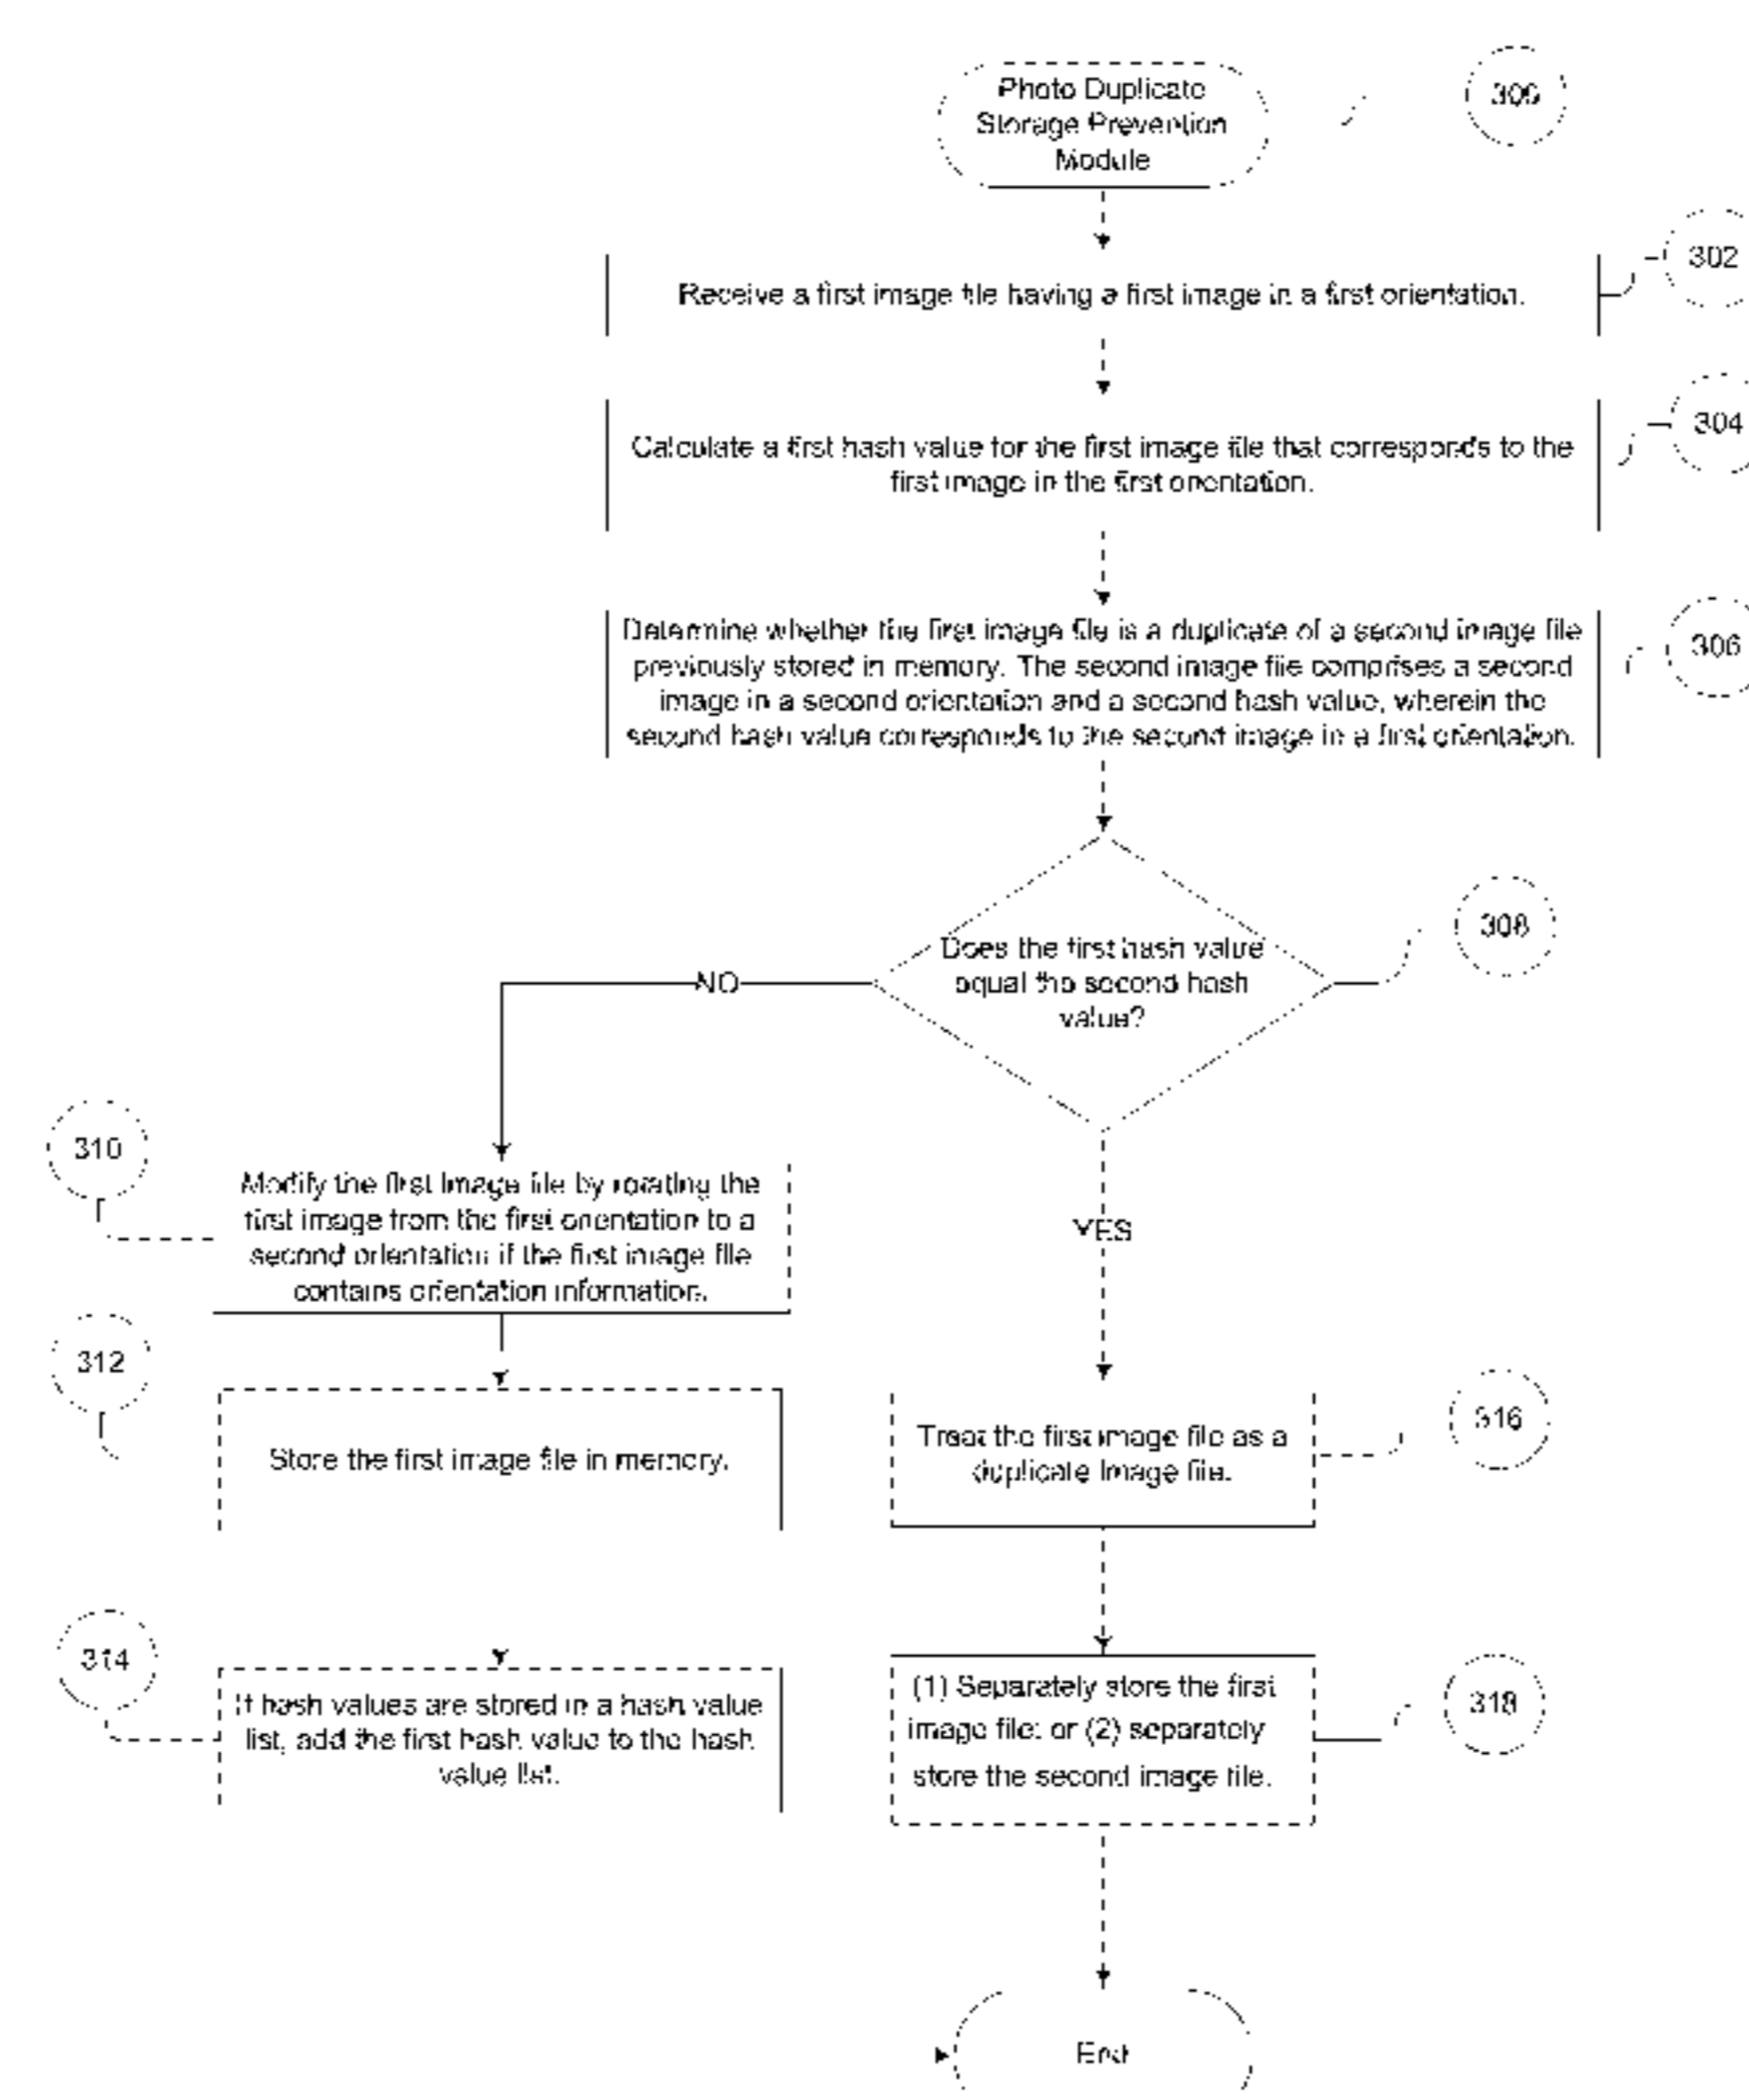 Photo Duplicate
Storage Prevention
Module
300
Receive a first image file having a first image in a first orientation.
302
Calculate a first hash value for the first image file that corresponds to the
first image in the first orientation.
304
Determine whether the first image file is a duplicate of a second image file
previously stored in memory. The second image file comprises a second
image in a second orientation and a second hash value, wherein the
second hash value corresponds to the second image in a first orientation.
306
Does the first hash value
equal the second hash
value?
308
NO
YES
310
Modify the first image file by rotating the
first image from the first orientation to a
second orientation if the first image file
contains orientation information.
312
Store the first image file in memory.
Treat the first image file as a
duplicate image file.
316
314
If hash values are stored in a hash value
list, add the first hash value to the hash
value list.
(1) Separately store the first
image file; or (2) separately
store the second image file.
318
End